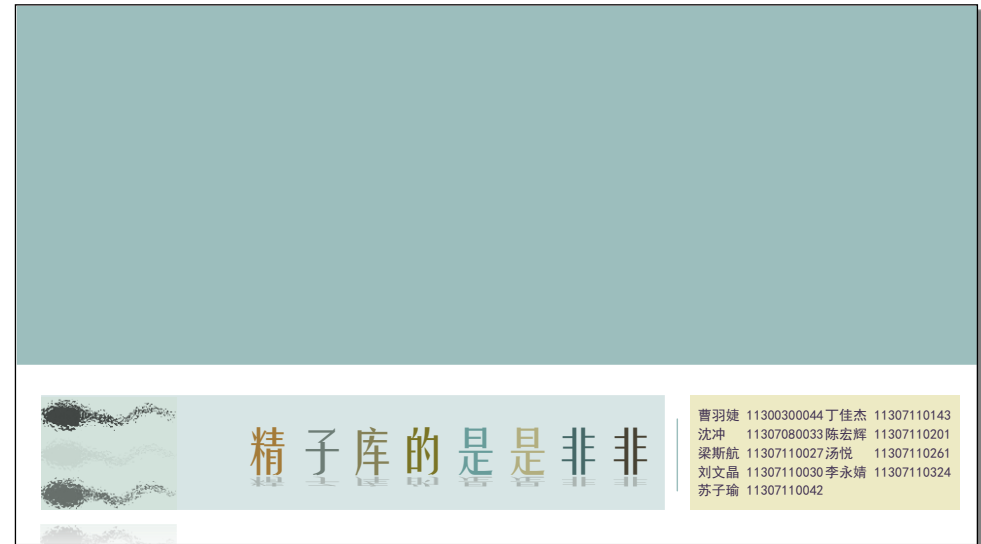 精子库的是是非非
曹羽婕 11300300044 丁佳杰 11307110143
沈冲 11307080033 陈宏辉 11307110201
梁斯航 11307110027 汤悦 11307110261
刘文晶 11307110030 李永婧 11307110324
苏子瑜 11307110042